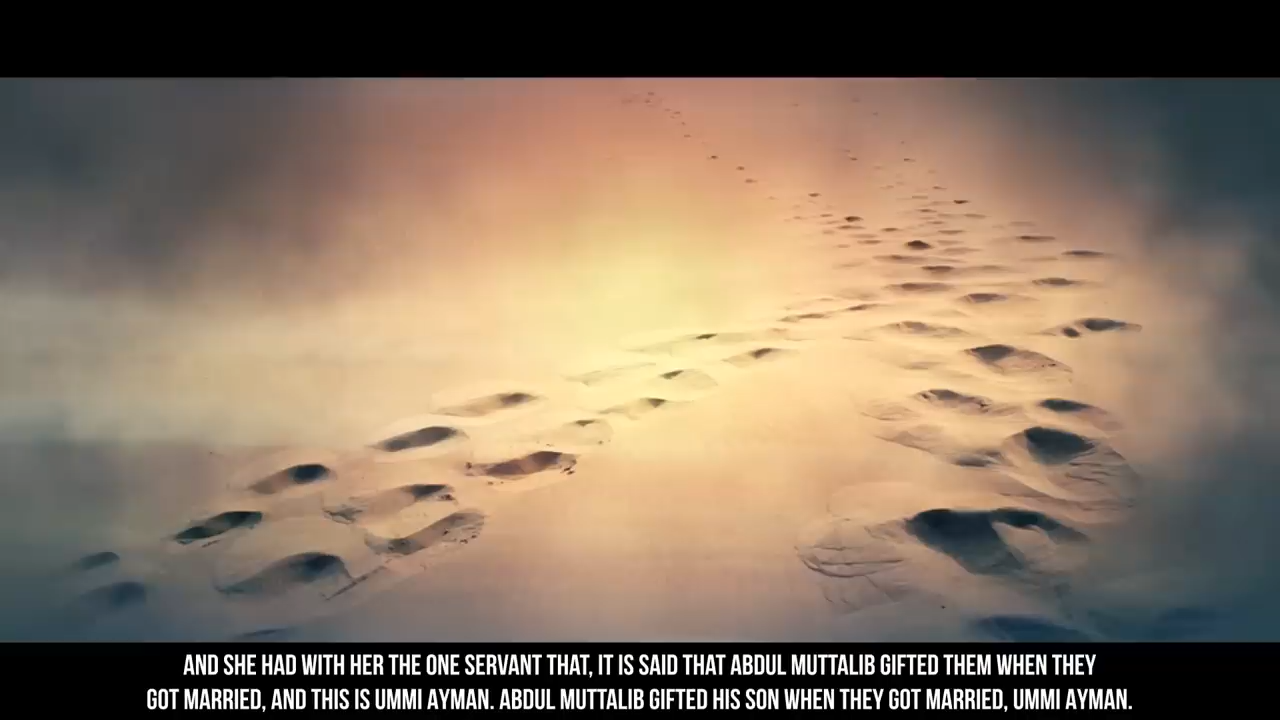 AND SHE HAD WITH HER THE ONE SERVANT THAT, IT IS SAID THAT ABDUL MUTTALIB GIFTED THEM WHEN THEY
GOT MARRIED, AND THIS IS UMMI AYMAN. ABDUL MUTTALIB GIFTED HIS SON WHEN THEY GOT MARRIED, UMMI AYMAN.